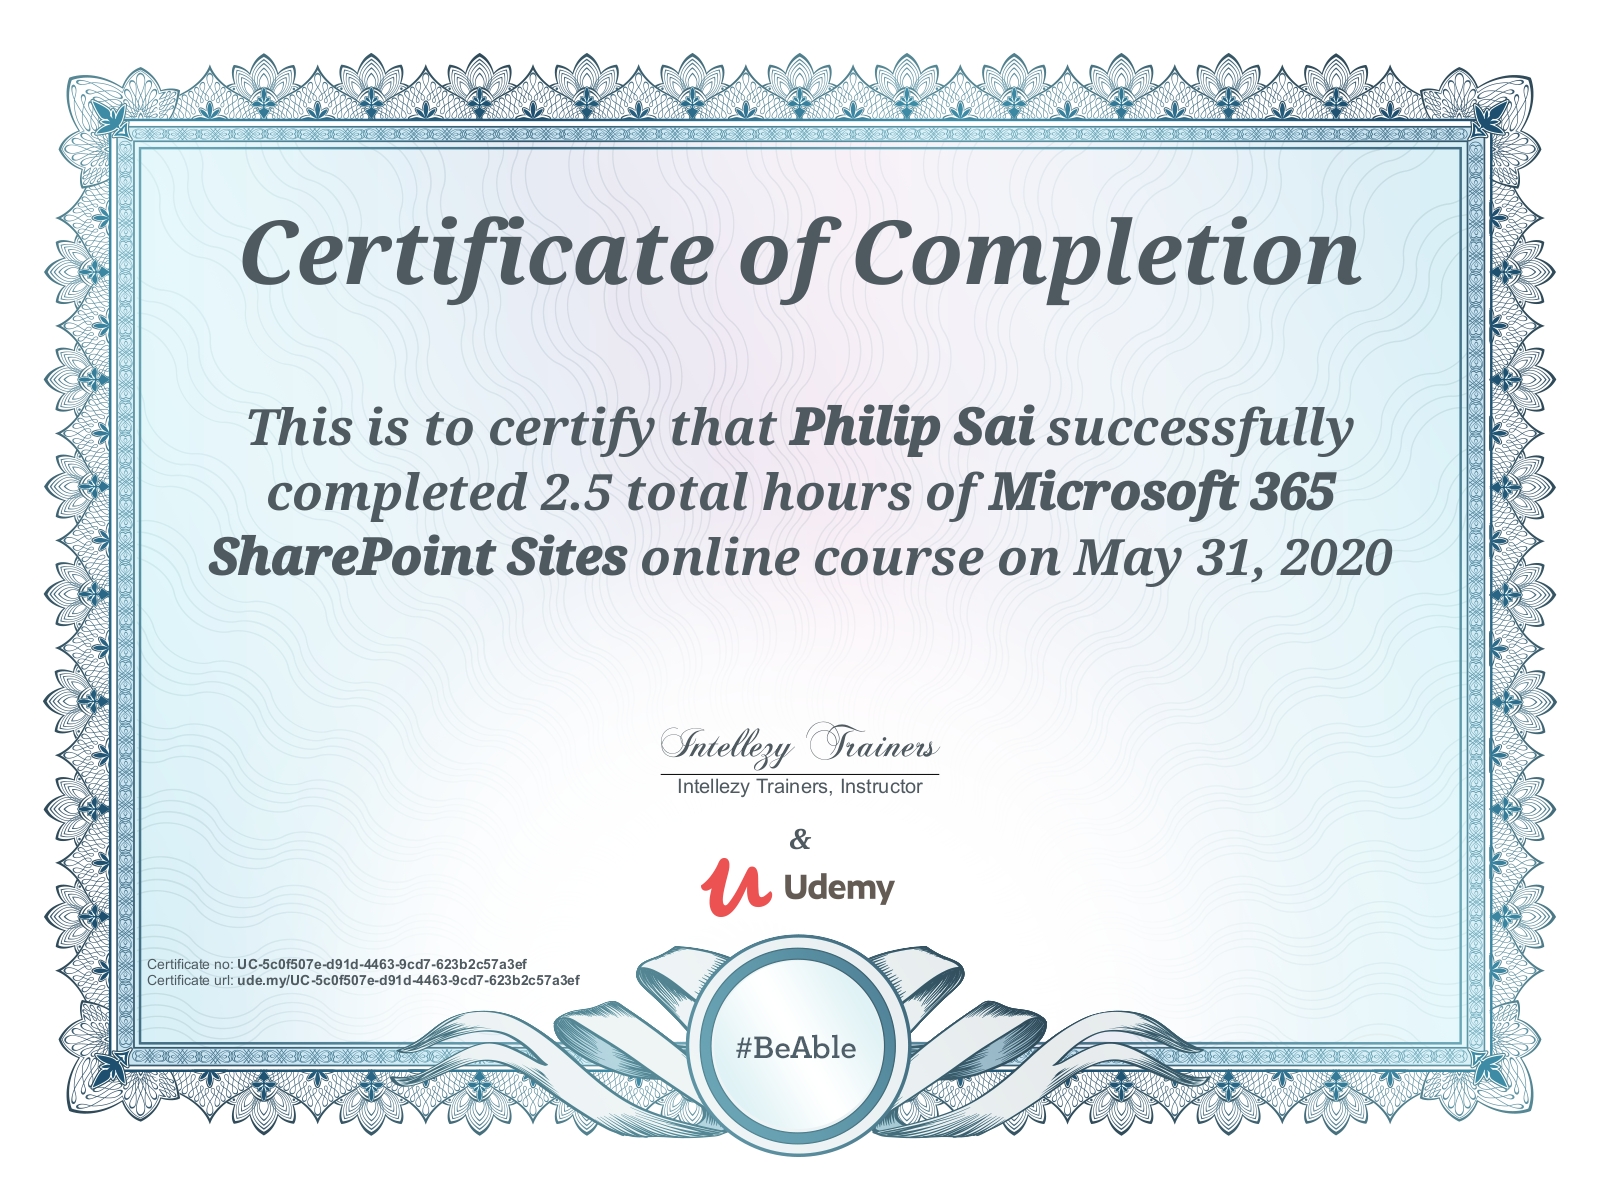 Certificate of Completion
This is to certify that Philip Sai successfully
completed 2.5 total hours of Microsoft 365
SharePoint Sites online course on May 31, 2020
Intellezy Trainers
Intellezy Trainers, Instructor
&
Udemy
Certificate no: UC-5c0f507e-d91d-4463-9cd7-623b2c57a3ef
Certificate url: ude.my/UC-5c0f507e-d91d-4463-9cd7-623b2c57a3ef
#BeAble